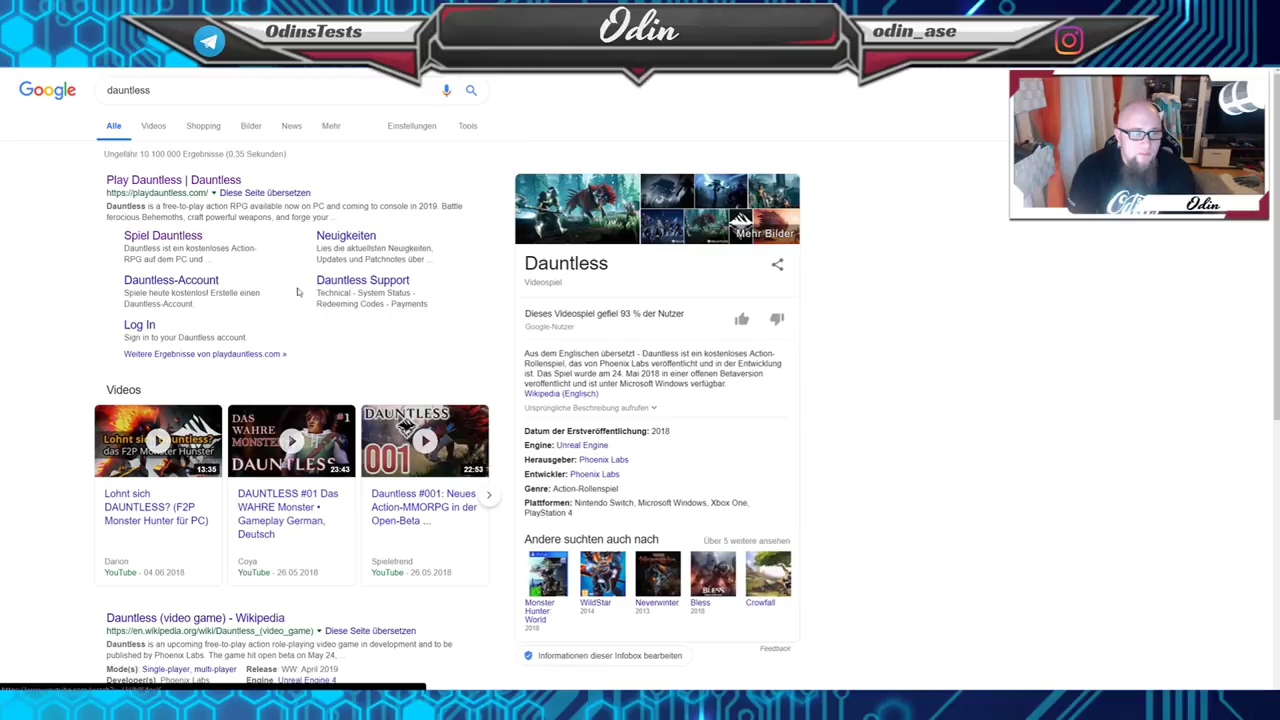 OdinsTests
Odin
odin_ase
Google
dauntless
Alle
Videos
Shopping
Bilder
News
Mehr
Einstellungen
Tools
Ungefähr 10.100.000 Ergebnisse (0,35 Sekunden)
Play Dauntless | Dauntless
https://playdauntless.com/ ▾ Diese Seite übersetzen
Dauntless is a free-to-play action RPG available now on PC and coming to console in 2019. Battle
ferocious Behemoths, craft powerful weapons, and forge your ...
Spiel Dauntless
Dauntless ist ein kostenloses Action-
RPG auf dem PC und ...
Neuigkeiten
Lies die aktuellsten Neuigkeiten,
Updates und Patchnotes über ...
Dauntless-Account
Spiele heute kostenlos! Erstelle einen
Dauntless-Account.
Dauntless Support
Technical - System Status -
Redeeming Codes - Payments
Log In
Sign in to your Dauntless account.
Weitere Ergebnisse von playdauntless.com »
Videos
Lohnt sich Dauntless?
das F2P Monster Hunster
13:35
DAS
WAHRE
MONSTER
#1
DAUNTLESS
23:43
DAUNTLESS
001
22:53
Lohnt sich
DAUNTLESS? (F2P
Monster Hunter für PC)
Darion
YouTube - 04.06.2018
DAUNTLESS #01 Das
WAHRE Monster •
Gameplay German,
Deutsch
Coya
YouTube - 26.05.2018
Dauntless #001: Neues
Action-MMORPG in der
Open-Beta ...
Spieletrend
YouTube - 26.05.2018
Dauntless (video game) - Wikipedia
https://en.wikipedia.org/wiki/Dauntless_(video_game) ▾ Diese Seite übersetzen
Dauntless is an upcoming free-to-play action role-playing video game in development and to be
published by Phoenix Labs. The game hit open beta on May 24, ...
Mode(s): Single-player, multi-player
Release: WW: April 2019
Developer(s): Phoenix Labs
Engine: Unreal Engine 4
Mehr Bilder
Dauntless
Videospiel
Dieses Videospiel gefiel 93 % der Nutzer
Google-Nutzer
Aus dem Englischen übersetzt - Dauntless ist ein kostenloses Action-
Rollenspiel, das von Phoenix Labs veröffentlicht und in der Entwicklung
ist. Das Spiel wurde am 24. Mai 2018 in einer offenen Betaversion
veröffentlicht und ist unter Microsoft Windows verfügbar.
Wikipedia (Englisch)
Ursprüngliche Beschreibung aufrufen
Datum der Erstveröffentlichung: 2018
Engine: Unreal Engine
Herausgeber: Phoenix Labs
Entwickler: Phoenix Labs
Genre: Action-Rollenspiel
Plattformen: Nintendo Switch, Microsoft Windows, Xbox One,
PlayStation 4
Andere suchten auch nach
Über 5 weitere ansehen
Monster
Hunter:
World
2018
WildStar
2014
Neverwinter
2013
Bless
2018
Crowfall
Feedback
Informationen dieser Infobox bearbeiten
Odin